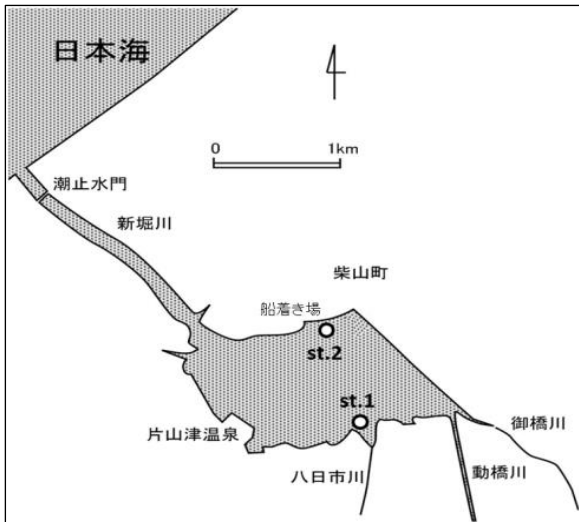 日本海
0 1km
潮止水門
新堀川
柴山町
船着き場
st.2
st.1
片山津温泉
御橋川
八日市川
動橋川